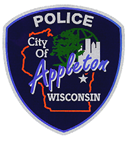 POLICE
City
Of
Appleton
WISCONSIN